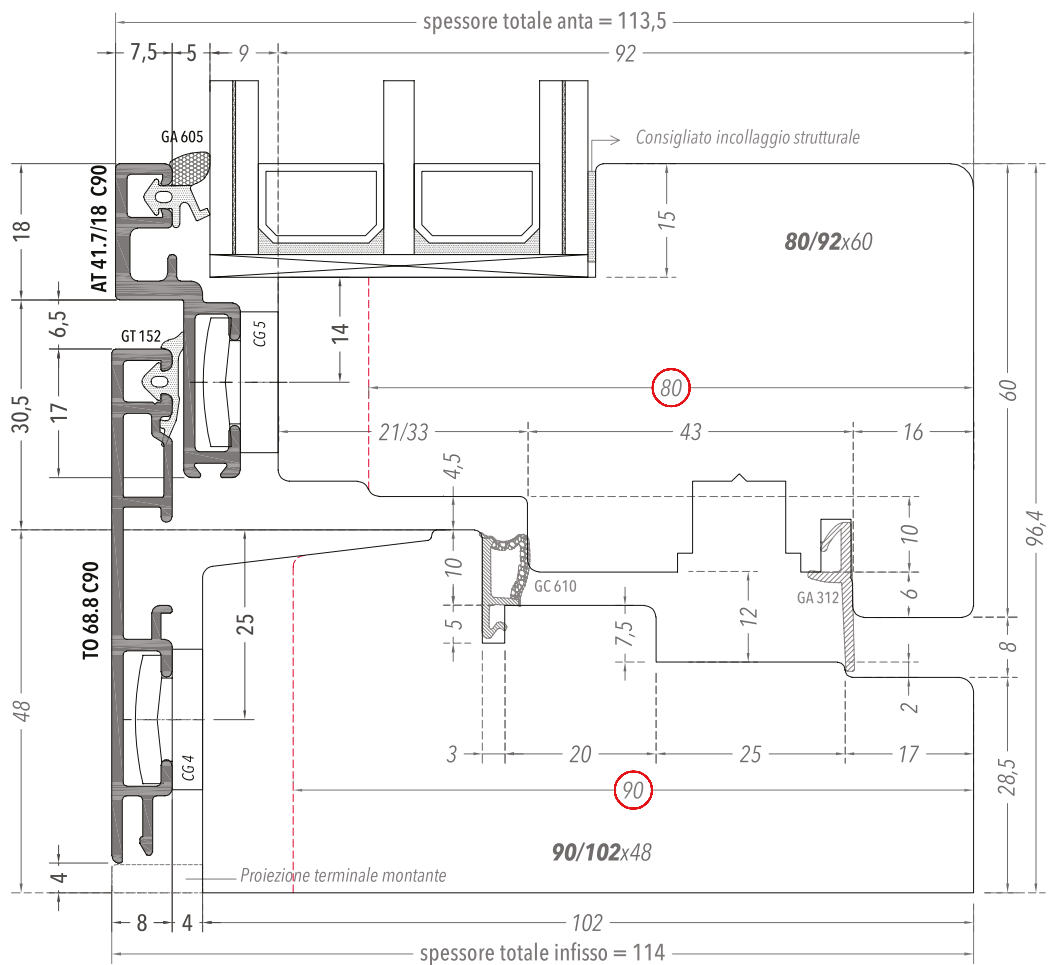 spessore totale anta = 113,5
7,5
5
9
92
GA 605
Consigliato incollaggio strutturale
AT 41.7/18 C90
18
15
80/92x60
6,5
GT 152
CG 5
14
80
60
17
30,5
21/33
43
16
4,5
10
96,4
10
GC 610
GA 312
6
12
25
5
7,5
8
TO 68.8 C90
2
48
CG 4
3
20
25
17
28,5
90
90/102x48
4
Proiezione terminale montante
8
4
102
spessore totale infisso = 114